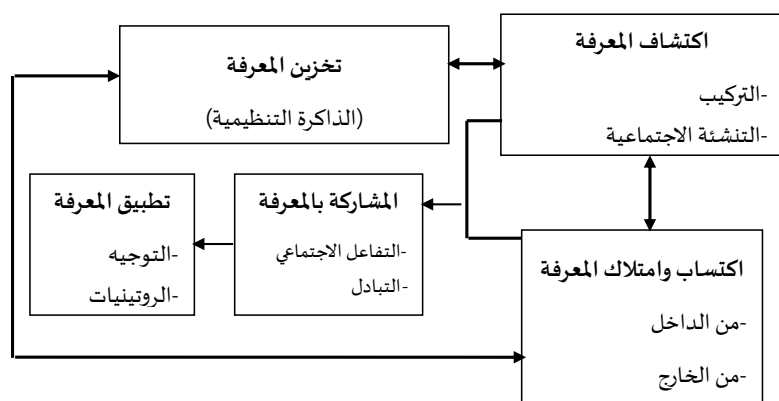 اكتشاف المعرفة
-التركيب
-التنشئة الاجتماعية
تخزين المعرفة
(الذاكرة التنظيمية)
المشاركة بالمعرفة
-التفاعل الاجتماعي
-التبادل
تطبيق المعرفة
-التوجيه
-الروتينيات
اكتساب وامتلاك المعرفة
-من الداخل
-من الخارج